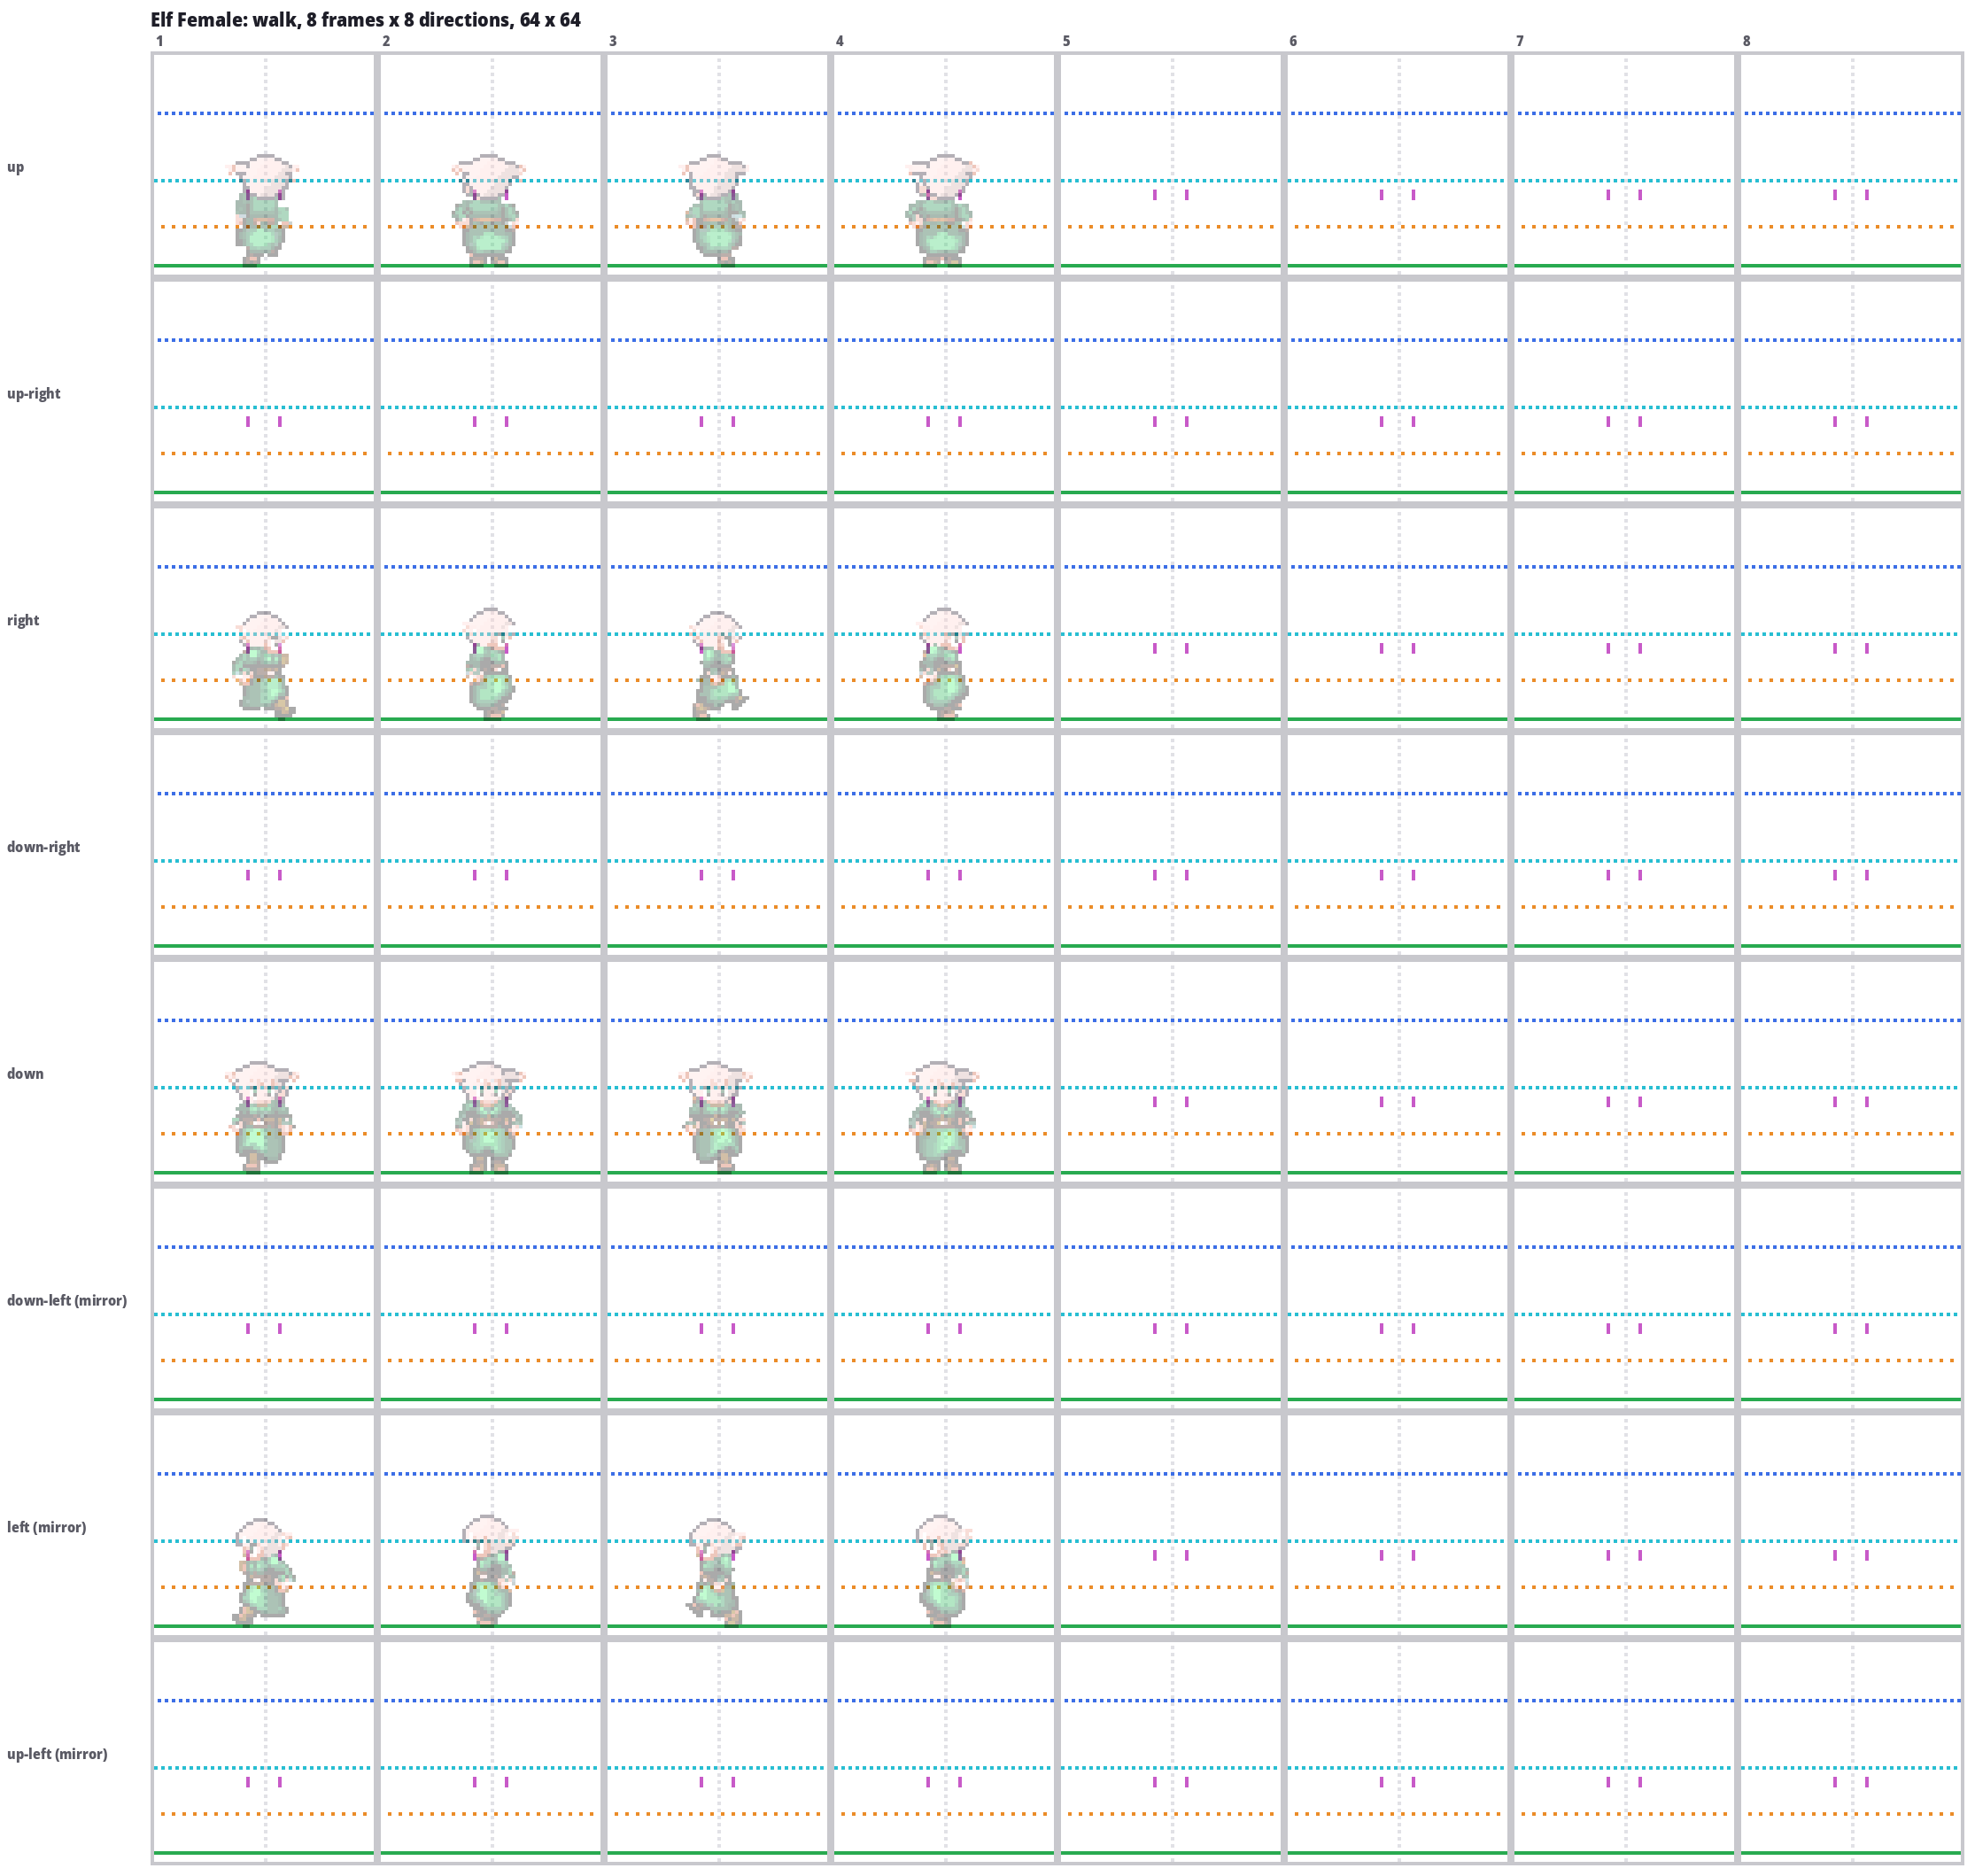 Elf Female: walk, 8 frames x 8 directions, 64 x 64
1 2 3 4 5 6 7 8
up
up-right
right
down-right
down
down-left (mirror)
left (mirror)
up-left (mirror)